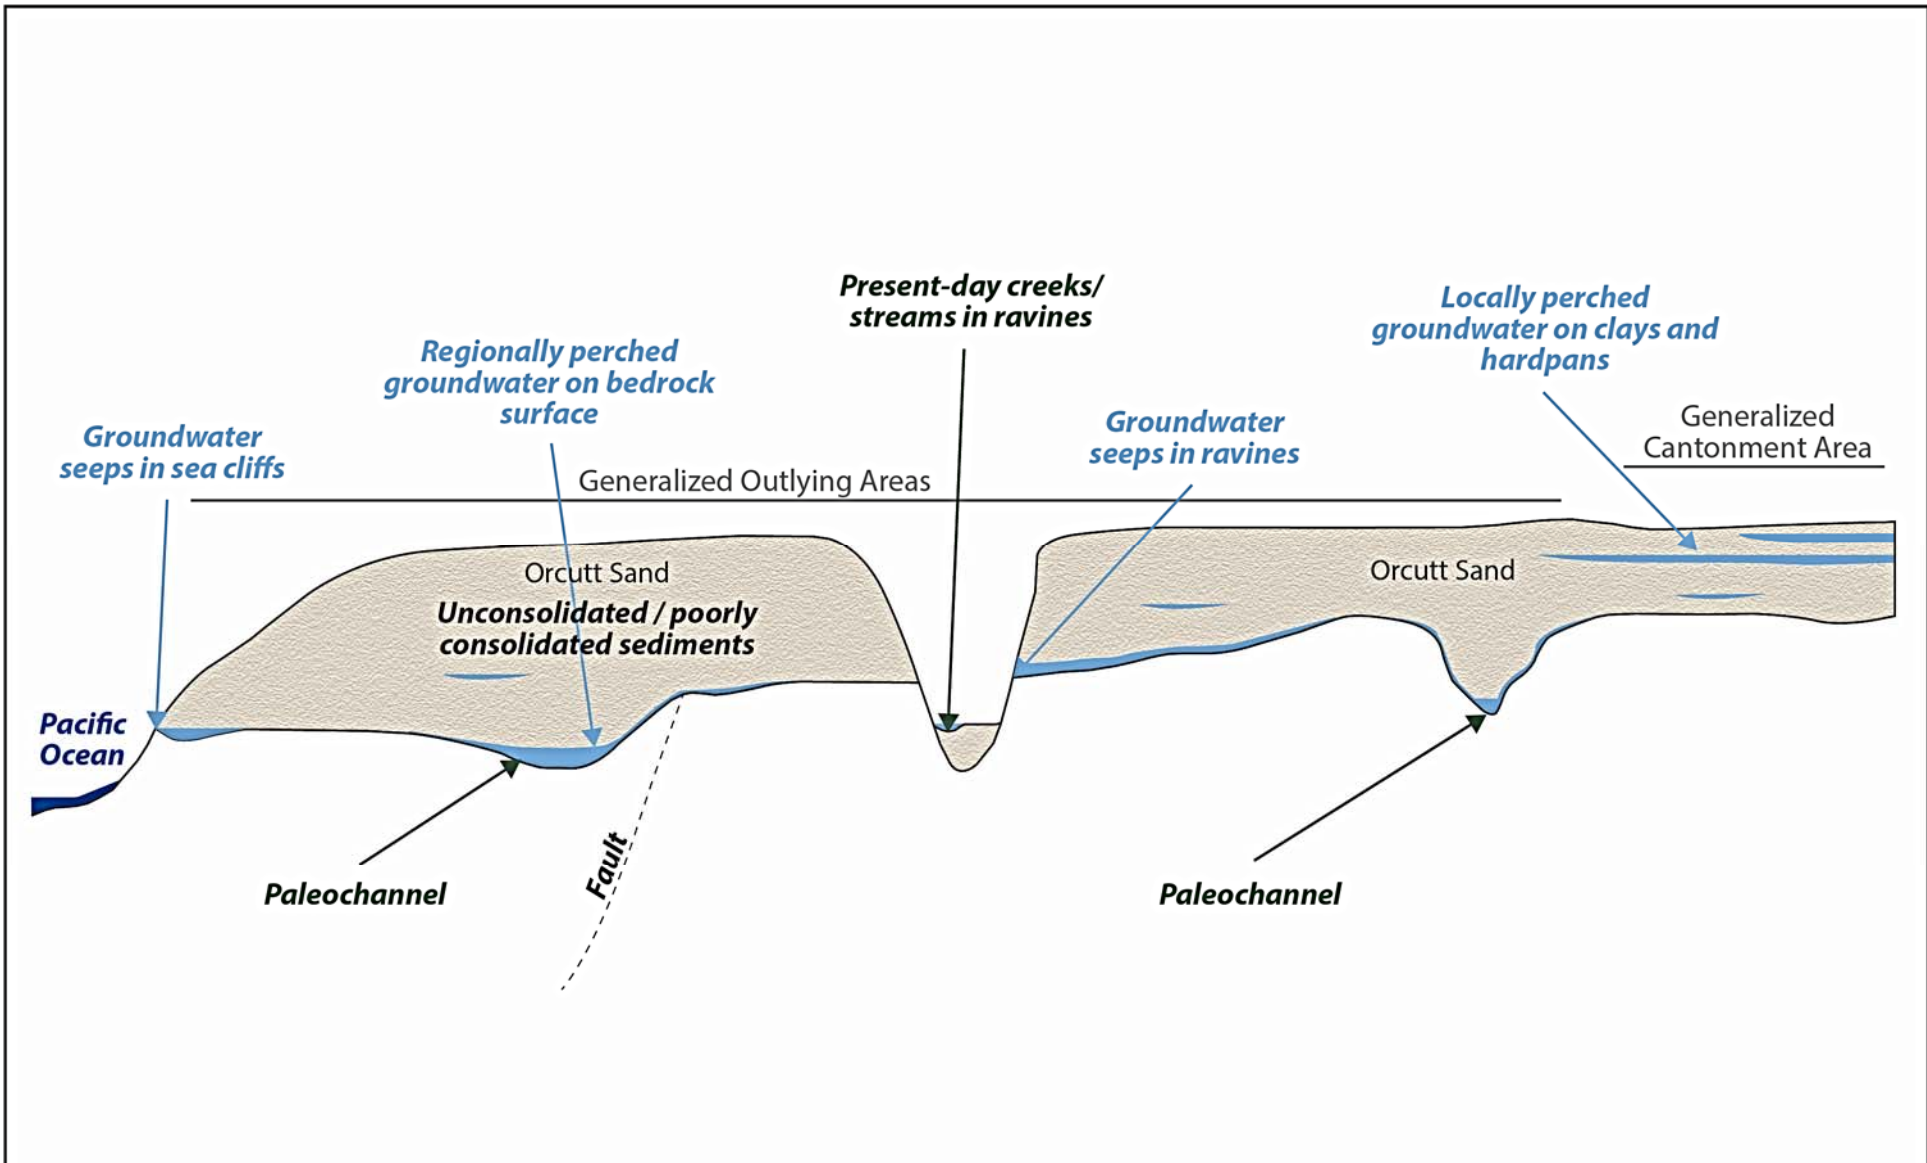 Present-day creeks/
streams in ravines
Locally perched
groundwater on clays and
hardpans
Regionally perched
groundwater on bedrock
surface
Generalized
Cantonment Area
Groundwater
seeps in ravines
Groundwater
seeps in sea cliffs
Generalized Outlying Areas
Orcutt Sand
Unconsolidated / poorly
consolidated sediments
Orcutt Sand
Pacific
Ocean
Fault
Paleochannel
Paleochannel